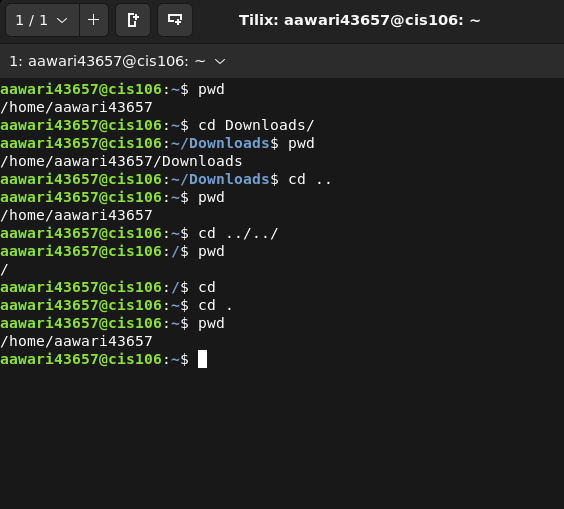 1 / 1
Tilix: aawari43657@cis106: ~
1: aawari43657@cis106: ~
aawari43657@cis106:~$ pwd
/home/aawari43657
aawari43657@cis106:~$ cd Downloads/
aawari43657@cis106:~/Downloads$ pwd
/home/aawari43657/Downloads
aawari43657@cis106:~/Downloads$ cd ..
aawari43657@cis106:~$ pwd
/home/aawari43657
aawari43657@cis106:~$ cd ../../
aawari43657@cis106:/$ pwd
/
aawari43657@cis106:/$ cd
aawari43657@cis106:~$ cd .
aawari43657@cis106:~$ pwd
/home/aawari43657
aawari43657@cis106:~$